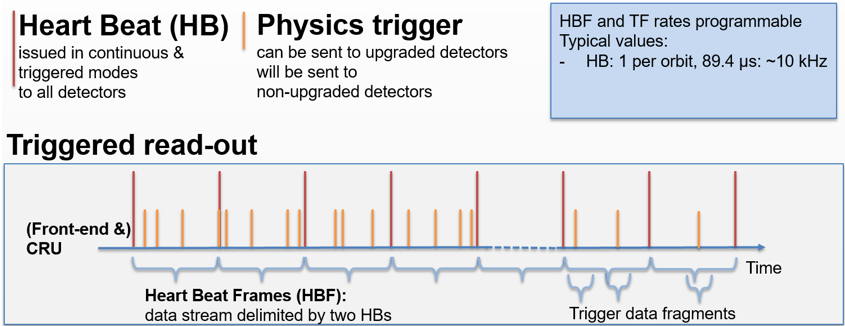 Heart Beat (HB)
issued in continuous &
triggered modes
to all detectors
Physics trigger
can be sent to upgraded detectors
will be sent to
non-upgraded detectors
HBF and TF rates programmable
Typical values:
- HB: 1 per orbit, 89.4 µs: ~10 kHz
Triggered read-out
(Front-end &)
CRU
Time
Heart Beat Frames (HBF):
data stream delimited by two HBs
Trigger data fragments